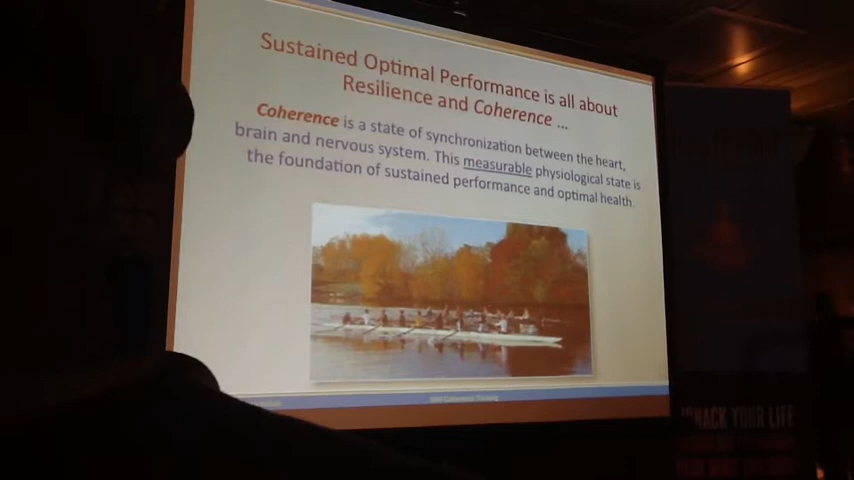 Sustained Optimal Performance is all about
Resilience and Coherence ...
Coherence is a state of synchronization between the heart,
brain and nervous system. This measurable physiological state is
the foundation of sustained performance and optimal health.
HACK YOUR LIFE